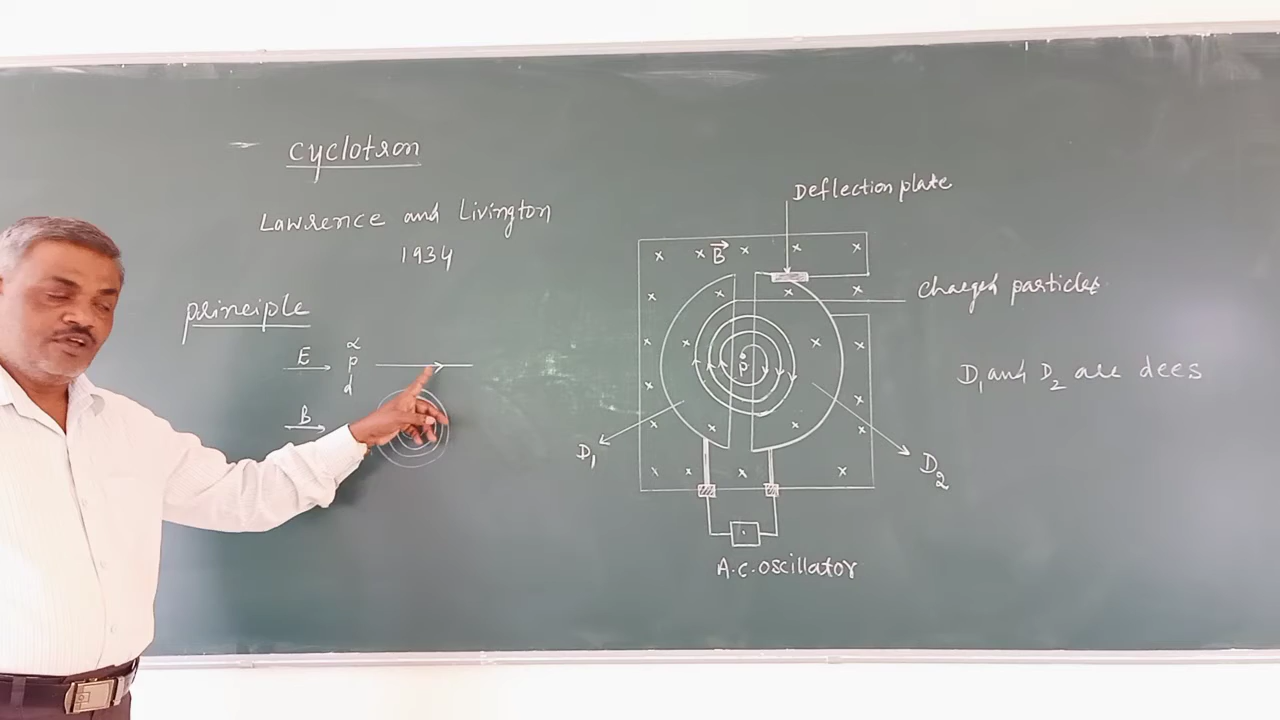 cyclotron
Lawrence and Livington
1934
principle
E
α
p
d
B
Deflection plate
B
charged particles
D1 and D2 are dees
P
D1
D2
A.C. oscillator